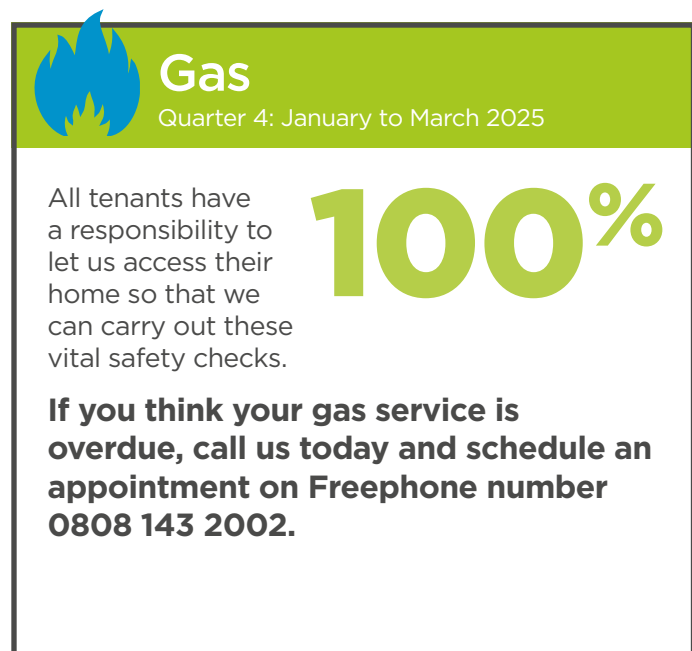 Gas
Quarter 4: January to March 2025
All tenants have
a responsibility to
let us access their
home so that we
can carry out these
vital safety checks.
100%
If you think your gas service is
overdue, call us today and schedule an
appointment on Freephone number
0808 143 2002.